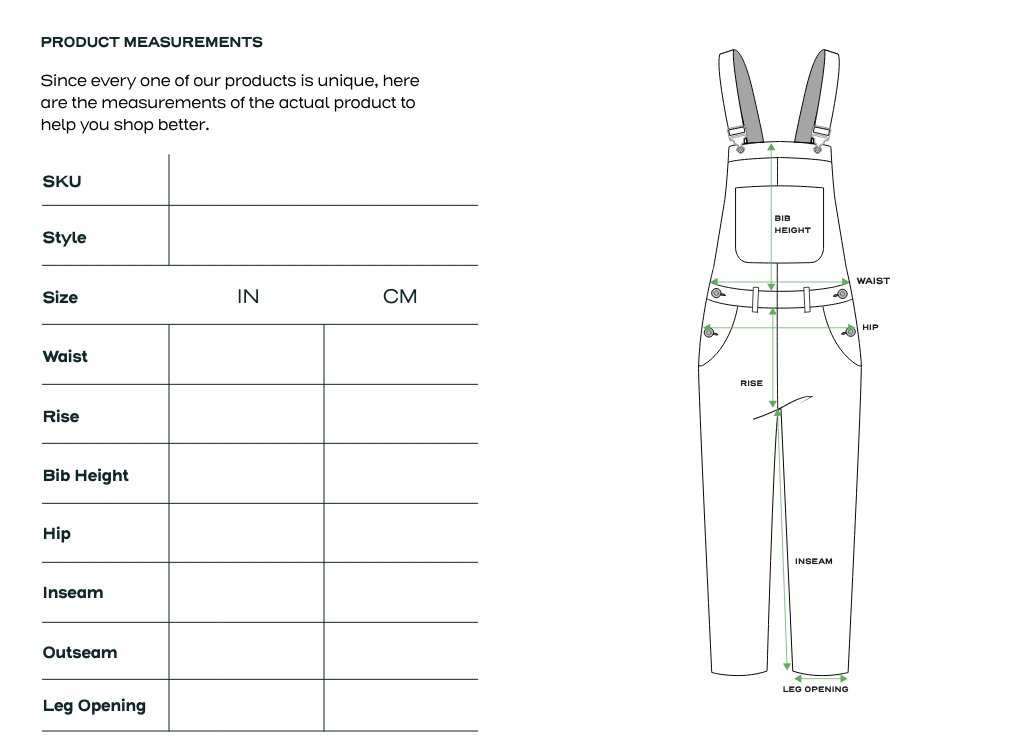 PRODUCT MEASUREMENTS
Since every one of our products is unique, here
are the measurements of the actual product to
help you shop better.
SKU
Style
Size IN CM
Waist
Rise
Bib Height
Hip
Inseam
Outseam
Leg Opening
BIB
HEIGHT
WAIST
HIP
RISE
INSEAM
LEG OPENING